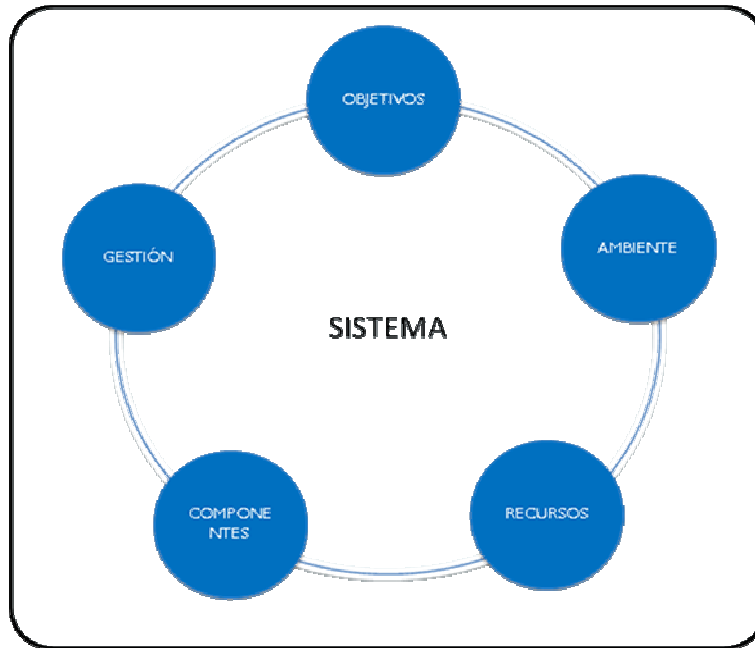 OBJETIVOS
GESTIÓN
AMBIENTE
SISTEMA
COMPONE
NTES
RECURSOS